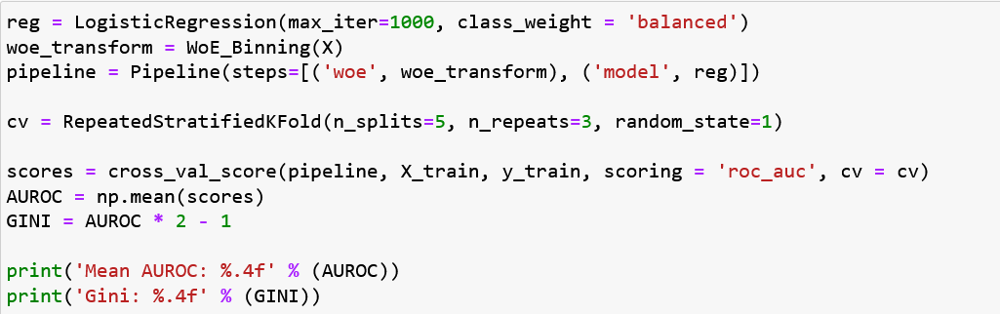 reg = LogisticRegression(max_iter=1000, class_weight = 'balanced')
woe_transform = WoE_Binning(X)
pipeline = Pipeline(steps=[('woe', woe_transform), ('model', reg)])
cv = RepeatedStratifiedKFold(n_splits=5, n_repeats=3, random_state=1)
scores = cross_val_score(pipeline, X_train, y_train, scoring = 'roc_auc', cv = cv)
AUROC = np.mean(scores)
GINI = AUROC * 2 - 1
print('Mean AUROC: %.4f' % (AUROC))
print('Gini: %.4f' % (GINI))